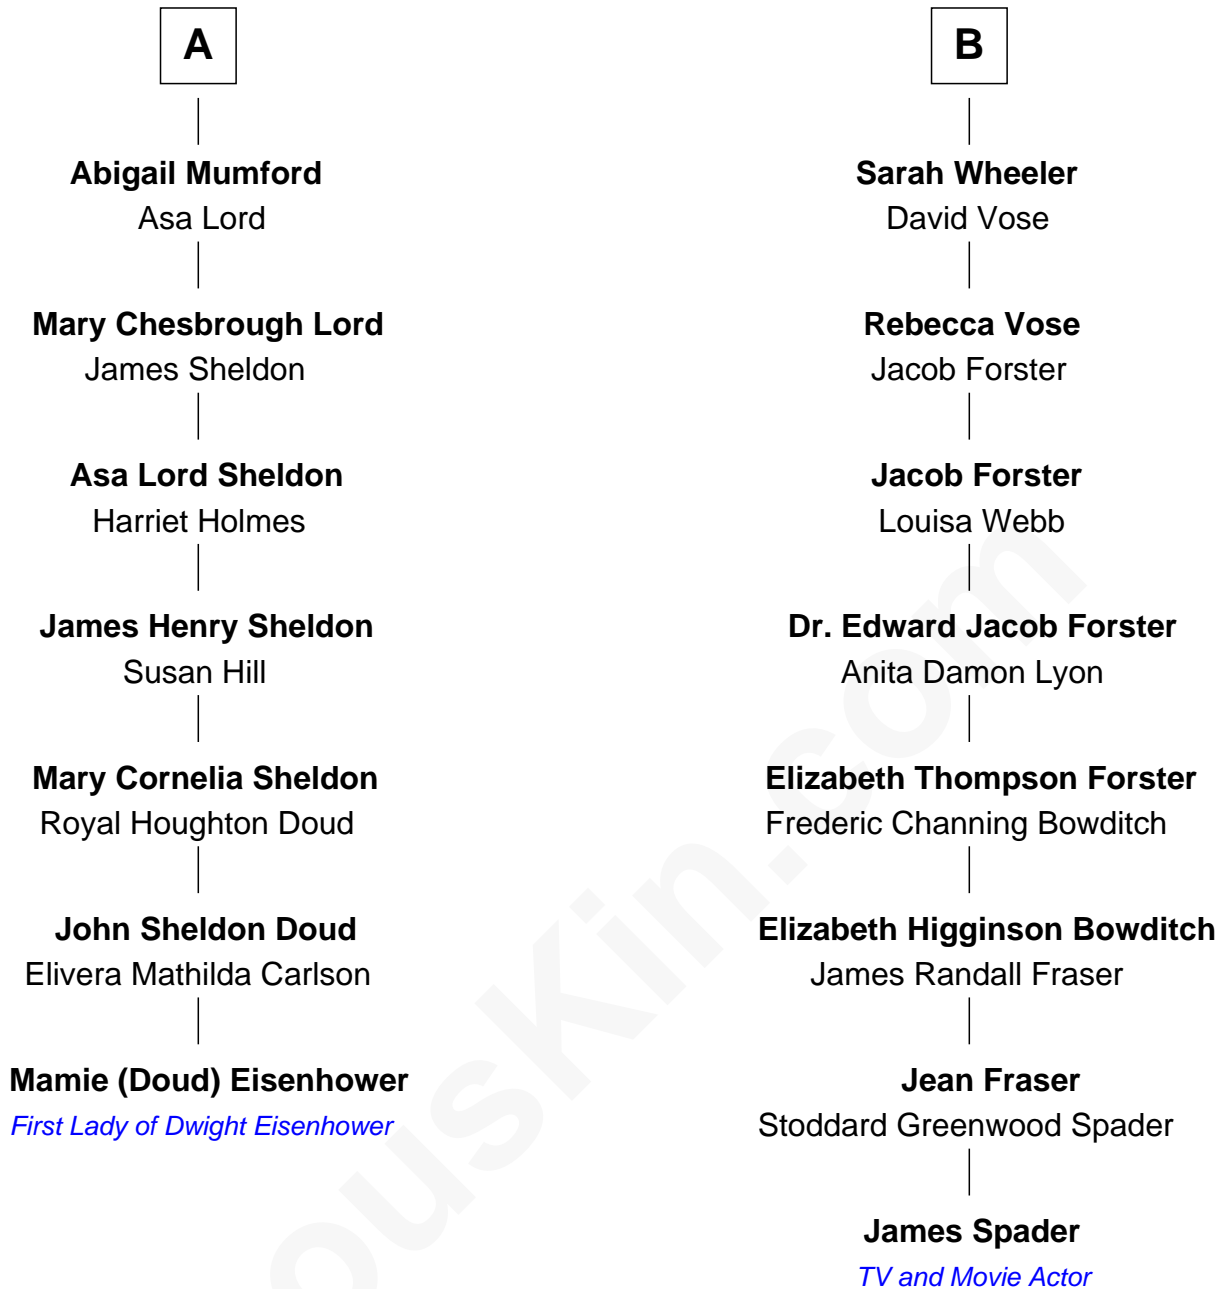 A
Abigail Mumford
Asa Lord
Mary Chesbrough Lord
James Sheldon
Asa Lord Sheldon
Harriet Holmes
James Henry Sheldon
Susan Hill
Mary Cornelia Sheldon
Royal Houghton Doud
John Sheldon Doud
Elivera Mathilda Carlson
Mamie (Doud) Eisenhower
First Lady of Dwight Eisenhower
B
Sarah Wheeler
David Vose
Rebecca Vose
Jacob Forster
Jacob Forster
Louisa Webb
Dr. Edward Jacob Forster
Anita Damon Lyon
Elizabeth Thompson Forster
Frederic Channing Bowditch
Elizabeth Higginson Bowditch
James Randall Fraser
Jean Fraser
Stoddard Greenwood Spader
James Spader
TV and Movie Actor
ousKin.com